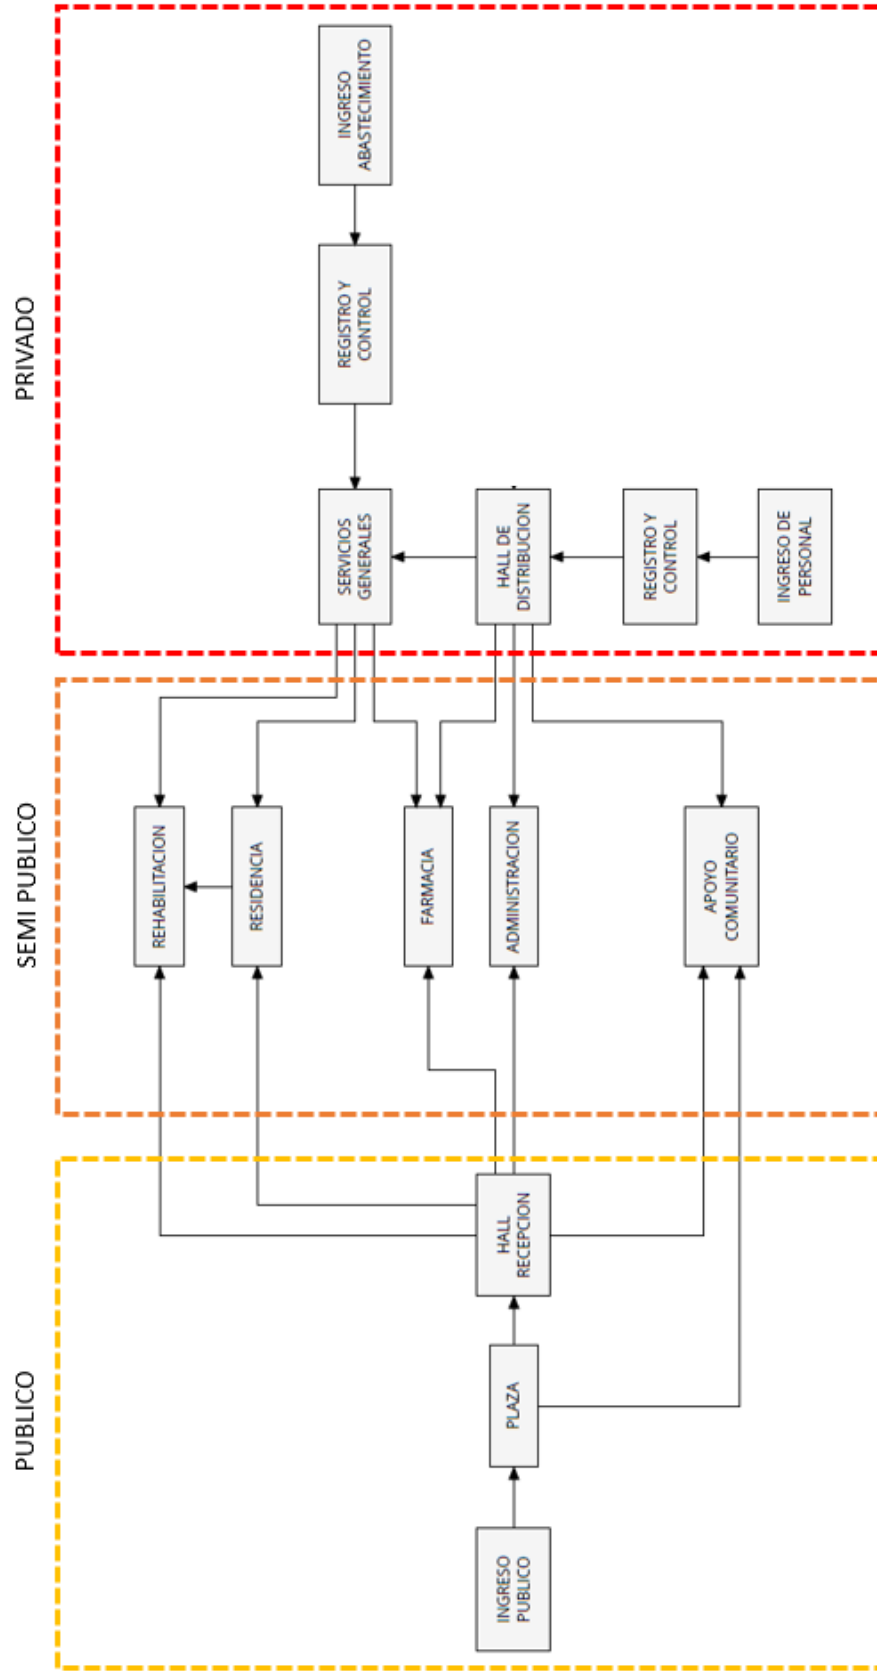 PUBLICO
SEMI PUBLICO
PRIVADO
REHABILITACION
RESIDENCIA
SERVICIOS
GENERALES
REGISTRO Y
CONTROL
INGRESO
ABASTECIMIENTO
FARMACIA
INGRESO
PUBLICO
PLAZA
HALL
RECEPCION
ADMINISTRACION
HALL DE
DISTRIBUCION
APOYO
COMUNITARIO
REGISTRO Y
CONTROL
INGRESO DE
PERSONAL